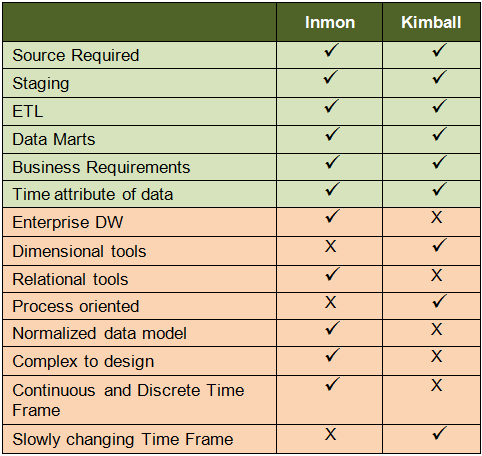 Inmon Kimball
Source Required ✓ ✓
Staging ✓ ✓
ETL ✓ ✓
Data Marts ✓ ✓
Business Requirements ✓ ✓
Time attribute of data ✓ ✓
Enterprise DW ✓ X
Dimensional tools X ✓
Relational tools ✓ X
Process oriented X ✓
Normalized data model ✓ X
Complex to design ✓ X
Continuous and Discrete Time ✓ X
Frame
Slowly changing Time Frame X ✓